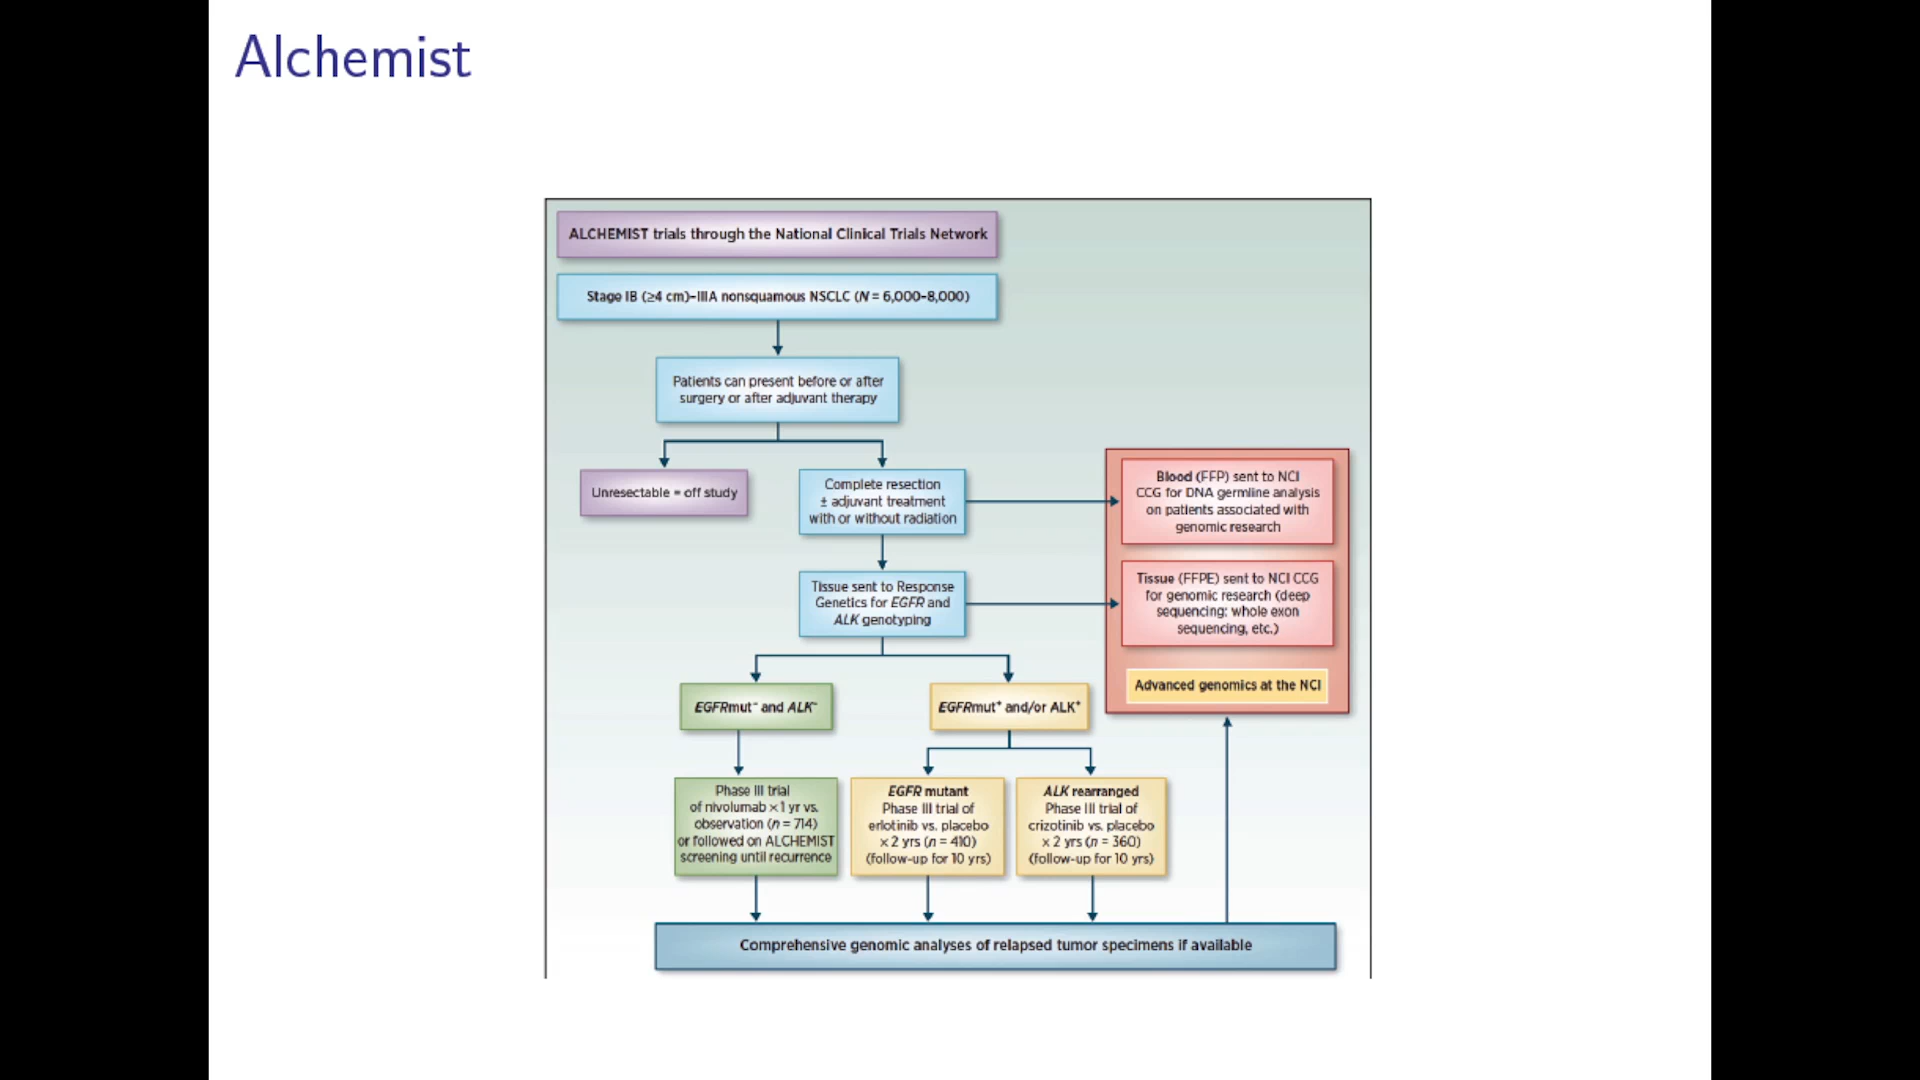 Alchemist
ALCHEMIST trials through the National Clinical Trials Network
Stage IB (≥4 cm)–IIIA nonsquamous NSCLC (N = 6,000–8,000)
Patients can present before or after
surgery or after adjuvant therapy
Unresectable = off study
Complete resection
± adjuvant treatment
with or without radiation
Blood (FFP) sent to NCI
CCG for DNA germline analysis
on patients associated with
genomic research
Tissue sent to Response
Genetics for EGFR and
ALK genotyping
Tissue (FFPE) sent to NCI CCG
for genomic research (deep
sequencing; whole exon
sequencing, etc.)
Advanced genomics at the NCI
EGFRmut⁻ and ALK⁻
EGFRmut⁺ and/or ALK⁺
Phase III trial
of nivolumab × 1 yr vs.
observation (n = 714)
or followed on ALCHEMIST
screening until recurrence
EGFR mutant
Phase III trial of
erlotinib vs. placebo
× 2 yrs (n = 410)
(follow-up for 10 yrs)
ALK rearranged
Phase III trial of
crizotinib vs. placebo
× 2 yrs (n = 360)
(follow-up for 10 yrs)
Comprehensive genomic analyses of relapsed tumor specimens if available